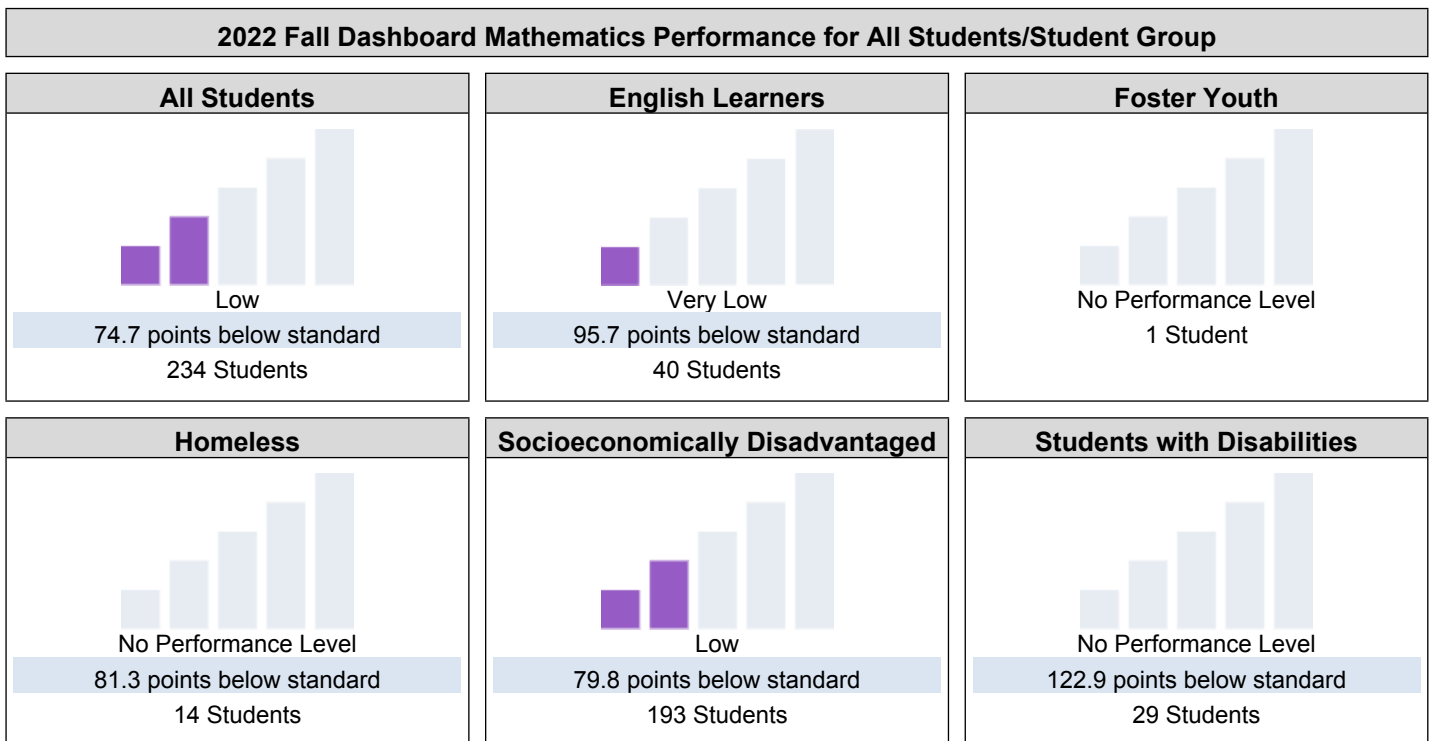 2022 Fall Dashboard Mathematics Performance for All Students/Student Group
All Students
Low
74.7 points below standard
234 Students
English Learners
Very Low
95.7 points below standard
40 Students
Foster Youth
No Performance Level
1 Student
Homeless
No Performance Level
81.3 points below standard
14 Students
Socioeconomically Disadvantaged
Low
79.8 points below standard
193 Students
Students with Disabilities
No Performance Level
122.9 points below standard
29 Students